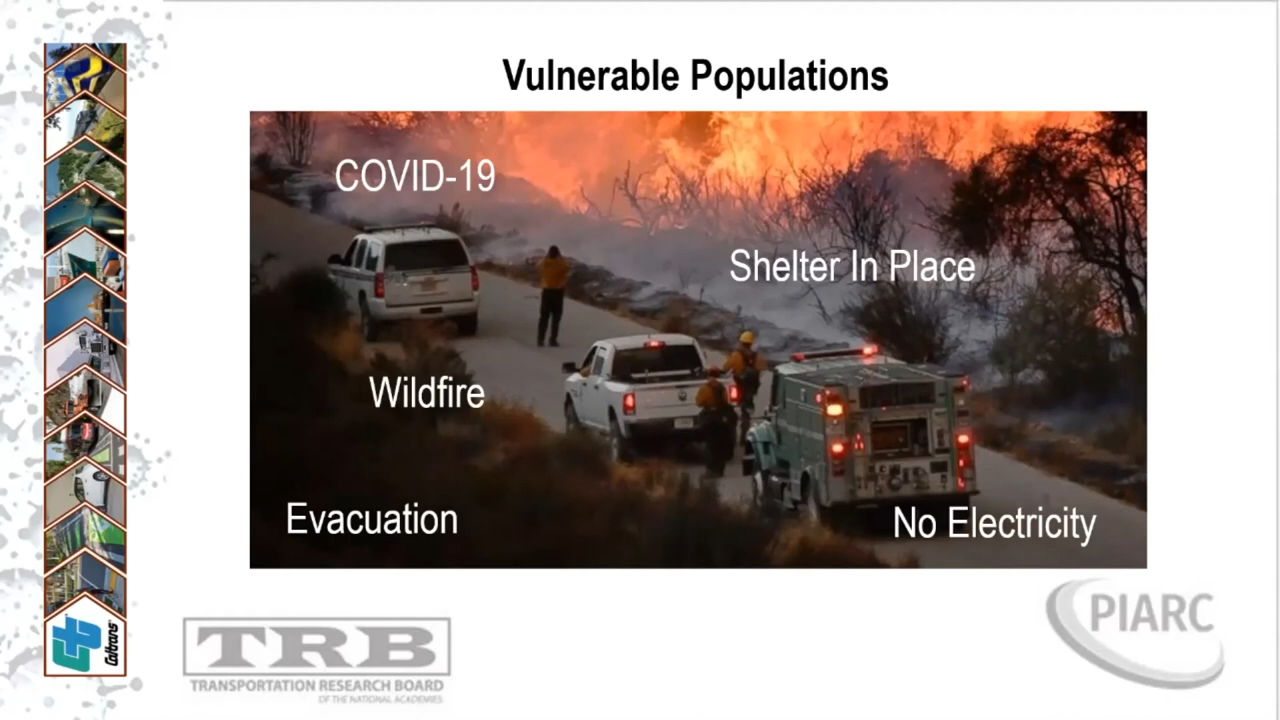 Vulnerable Populations
COVID-19
Shelter In Place
Wildfire
Evacuation
No Electricity
Caltrans
TRB
TRANSPORTATION RESEARCH BOARD
OF THE NATIONAL ACADEMIES
PIARC